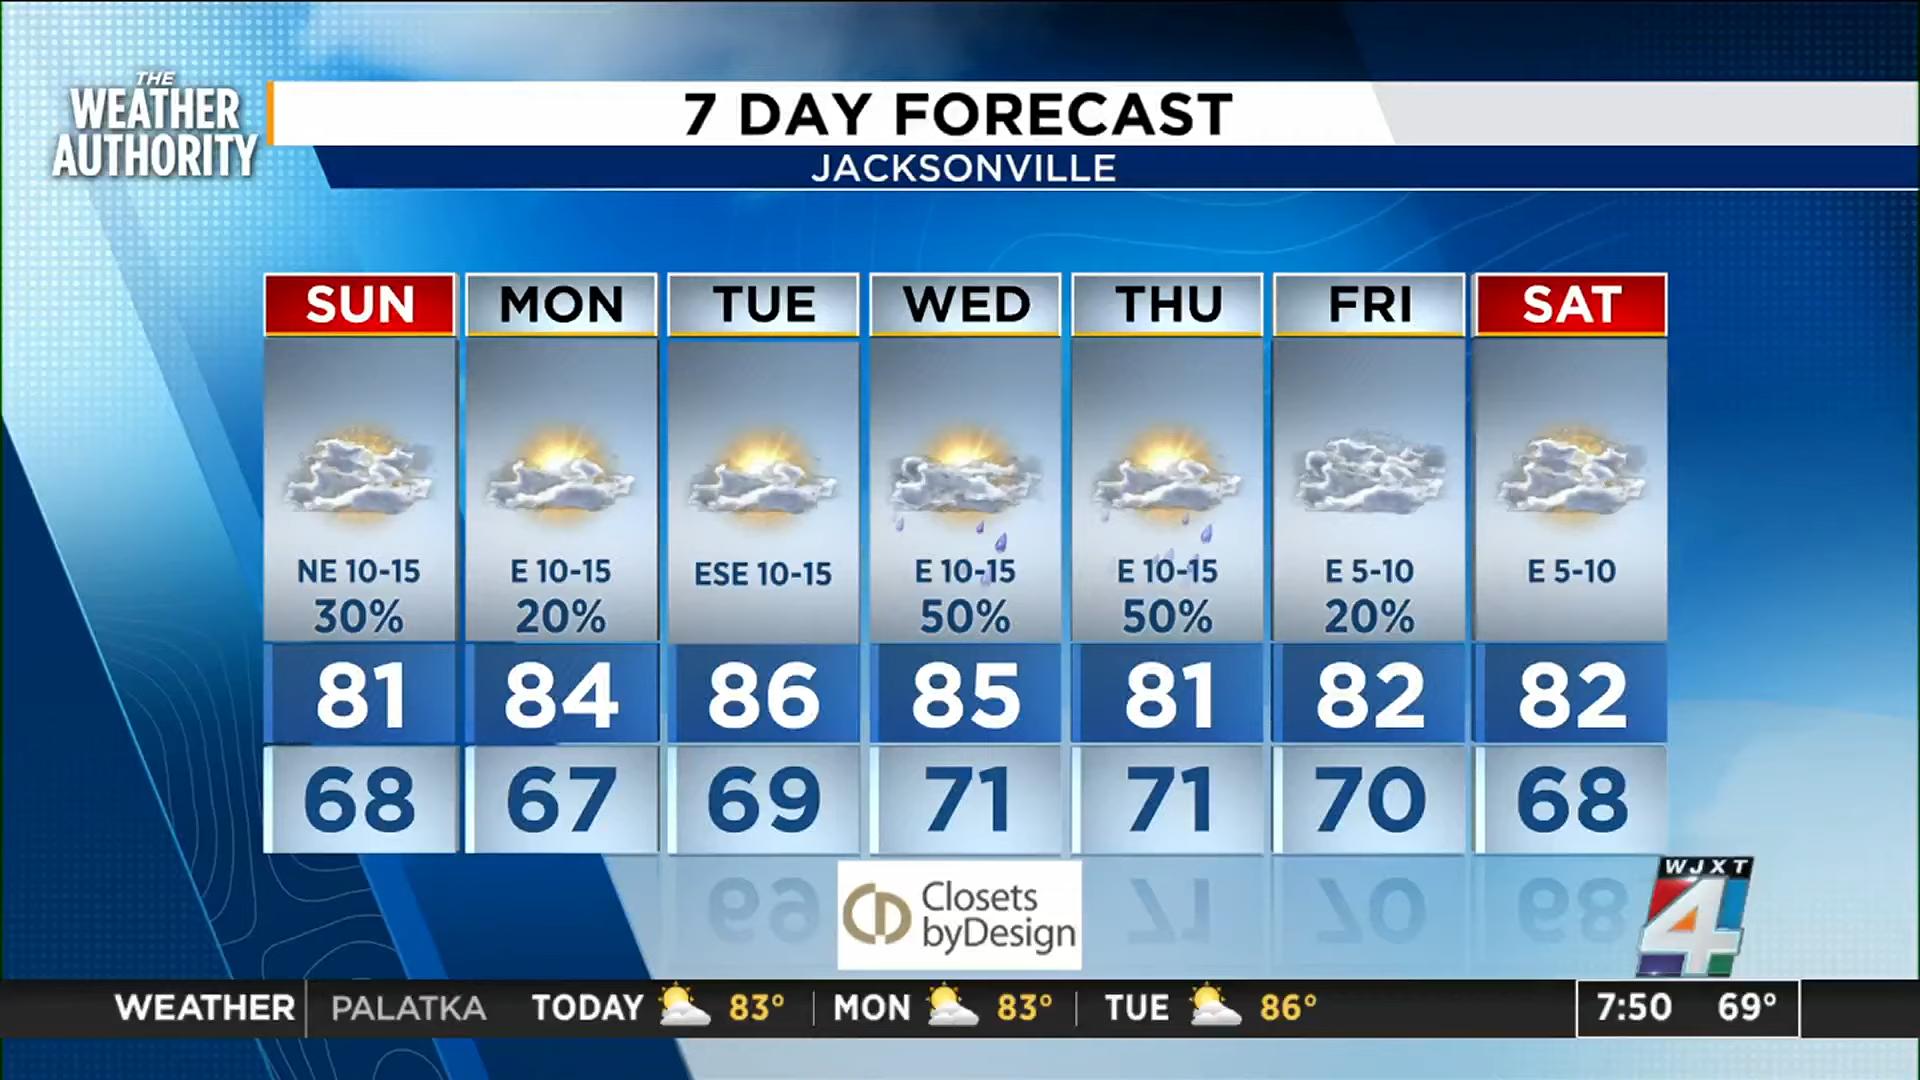 THE
WEATHER
AUTHORITY
7 DAY FORECAST
JACKSONVILLE
SUN MON TUE WED THU FRI SAT
NE 10-15 E 10-15 ESE 10-15 E 10-15 E 10-15 E 5-10 E 5-10
30% 20% 50% 50% 20%
81 84 86 85 81 82 82
68 67 69 71 71 70 68
Closets
byDesign
WJXT
4
WEATHER PALATKA TODAY 83° MON 83° TUE 86° 7:50 69°